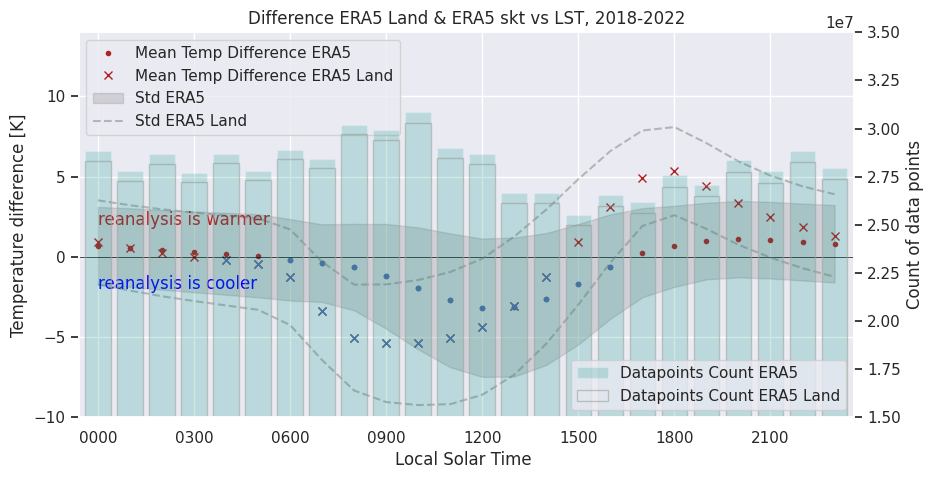 Difference ERA5 Land & ERA5 skt vs LST, 2018-2022
1e7
Mean Temp Difference ERA5
Mean Temp Difference ERA5 Land
Std ERA5
Std ERA5 Land
reanalysis is warmer
reanalysis is cooler
Datapoints Count ERA5
Datapoints Count ERA5 Land
Temperature difference [K]
10
5
0
−5
−10
3.50
3.25
3.00
2.75
2.50
2.25
2.00
1.75
1.50
Count of data points
0000 0300 0600 0900 1200 1500 1800 2100
Local Solar Time